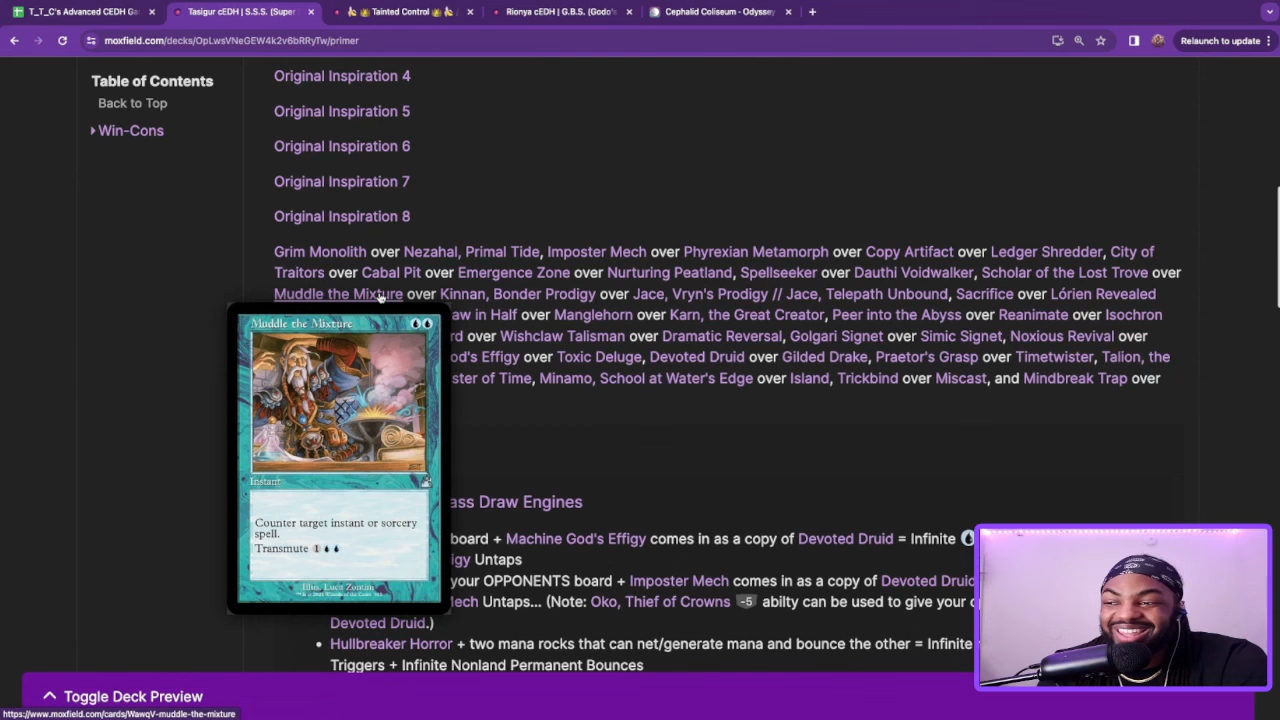 T_T_C's Advanced CEDH Ga
Tasigur cEDH | S.S.S. (Super
Tainted Control
Rionya cEDH | G.B.S. (Godo's
Cephalid Coliseum - Odyssey
moxfield.com/decks/OpLwsVNeGEW4k2v6bRRyTw/primer
Relaunch to update
Table of Contents
Back to Top
Win-Cons
Original Inspiration 4
Original Inspiration 5
Original Inspiration 6
Original Inspiration 7
Original Inspiration 8
Grim Monolith over Nezahal, Primal Tide, Imposter Mech over Phyrexian Metamorph over Copy Artifact over Ledger Shredder, City of
Traitors over Cabal Pit over Emergence Zone over Nurturing Peatland, Spellseeker over Dauthi Voidwalker, Scholar of the Lost Trove over
Muddle the Mixture over Kinnan, Bonder Prodigy over Jace, Vryn's Prodigy // Jace, Telepath Unbound, Sacrifice over Lórien Revealed
aw in Half over Manglehorn over Karn, the Great Creator, Peer into the Abyss over Reanimate over Isochron
rd over Wishclaw Talisman over Dramatic Reversal, Golgari Signet over Simic Signet, Noxious Revival over
od's Effigy over Toxic Deluge, Devoted Druid over Gilded Drake, Praetor's Grasp over Timetwister, Talion, the
ster of Time, Minamo, School at Water's Edge over Island, Trickbind over Miscast, and Mindbreak Trap over
Muddle the Mixture
Instant
Counter target instant or sorcery
spell.
Transmute 1
Illus. Luca Zontini
ass Draw Engines
board + Machine God's Effigy comes in as a copy of Devoted Druid = Infinite
igy Untaps
your OPPONENTS board + Imposter Mech comes in as a copy of Devoted Druid
ech Untaps... (Note: Oko, Thief of Crowns -5 abilty can be used to give your o
Devoted Druid.)
• Hullbreaker Horror + two mana rocks that can net/generate mana and bounce the other = Infinite
Triggers + Infinite Nonland Permanent Bounces
Toggle Deck Preview
https://www.moxfield.com/cards/WawqV-muddle-the-mixture